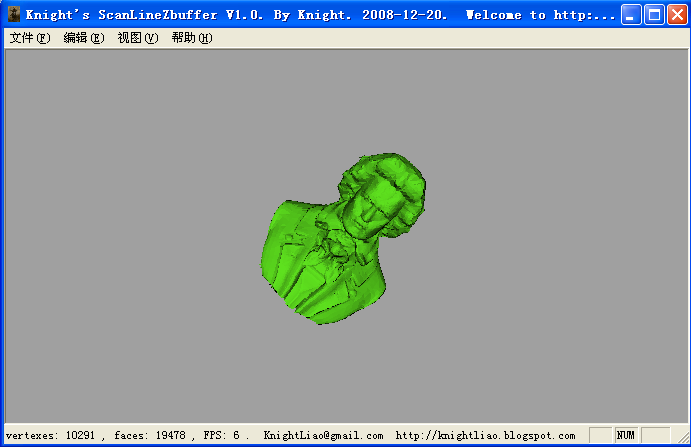 Knight's ScanLineZbuffer V1.0. By Knight. 2008-12-20.  Welcome to http:...
文件(F) 编辑(E) 视图(V) 帮助(H)
vertexes: 10291 , faces: 19478 , FPS: 6 .  KnightLiao@gmail.com  http://knightliao.blogspot.com NUM